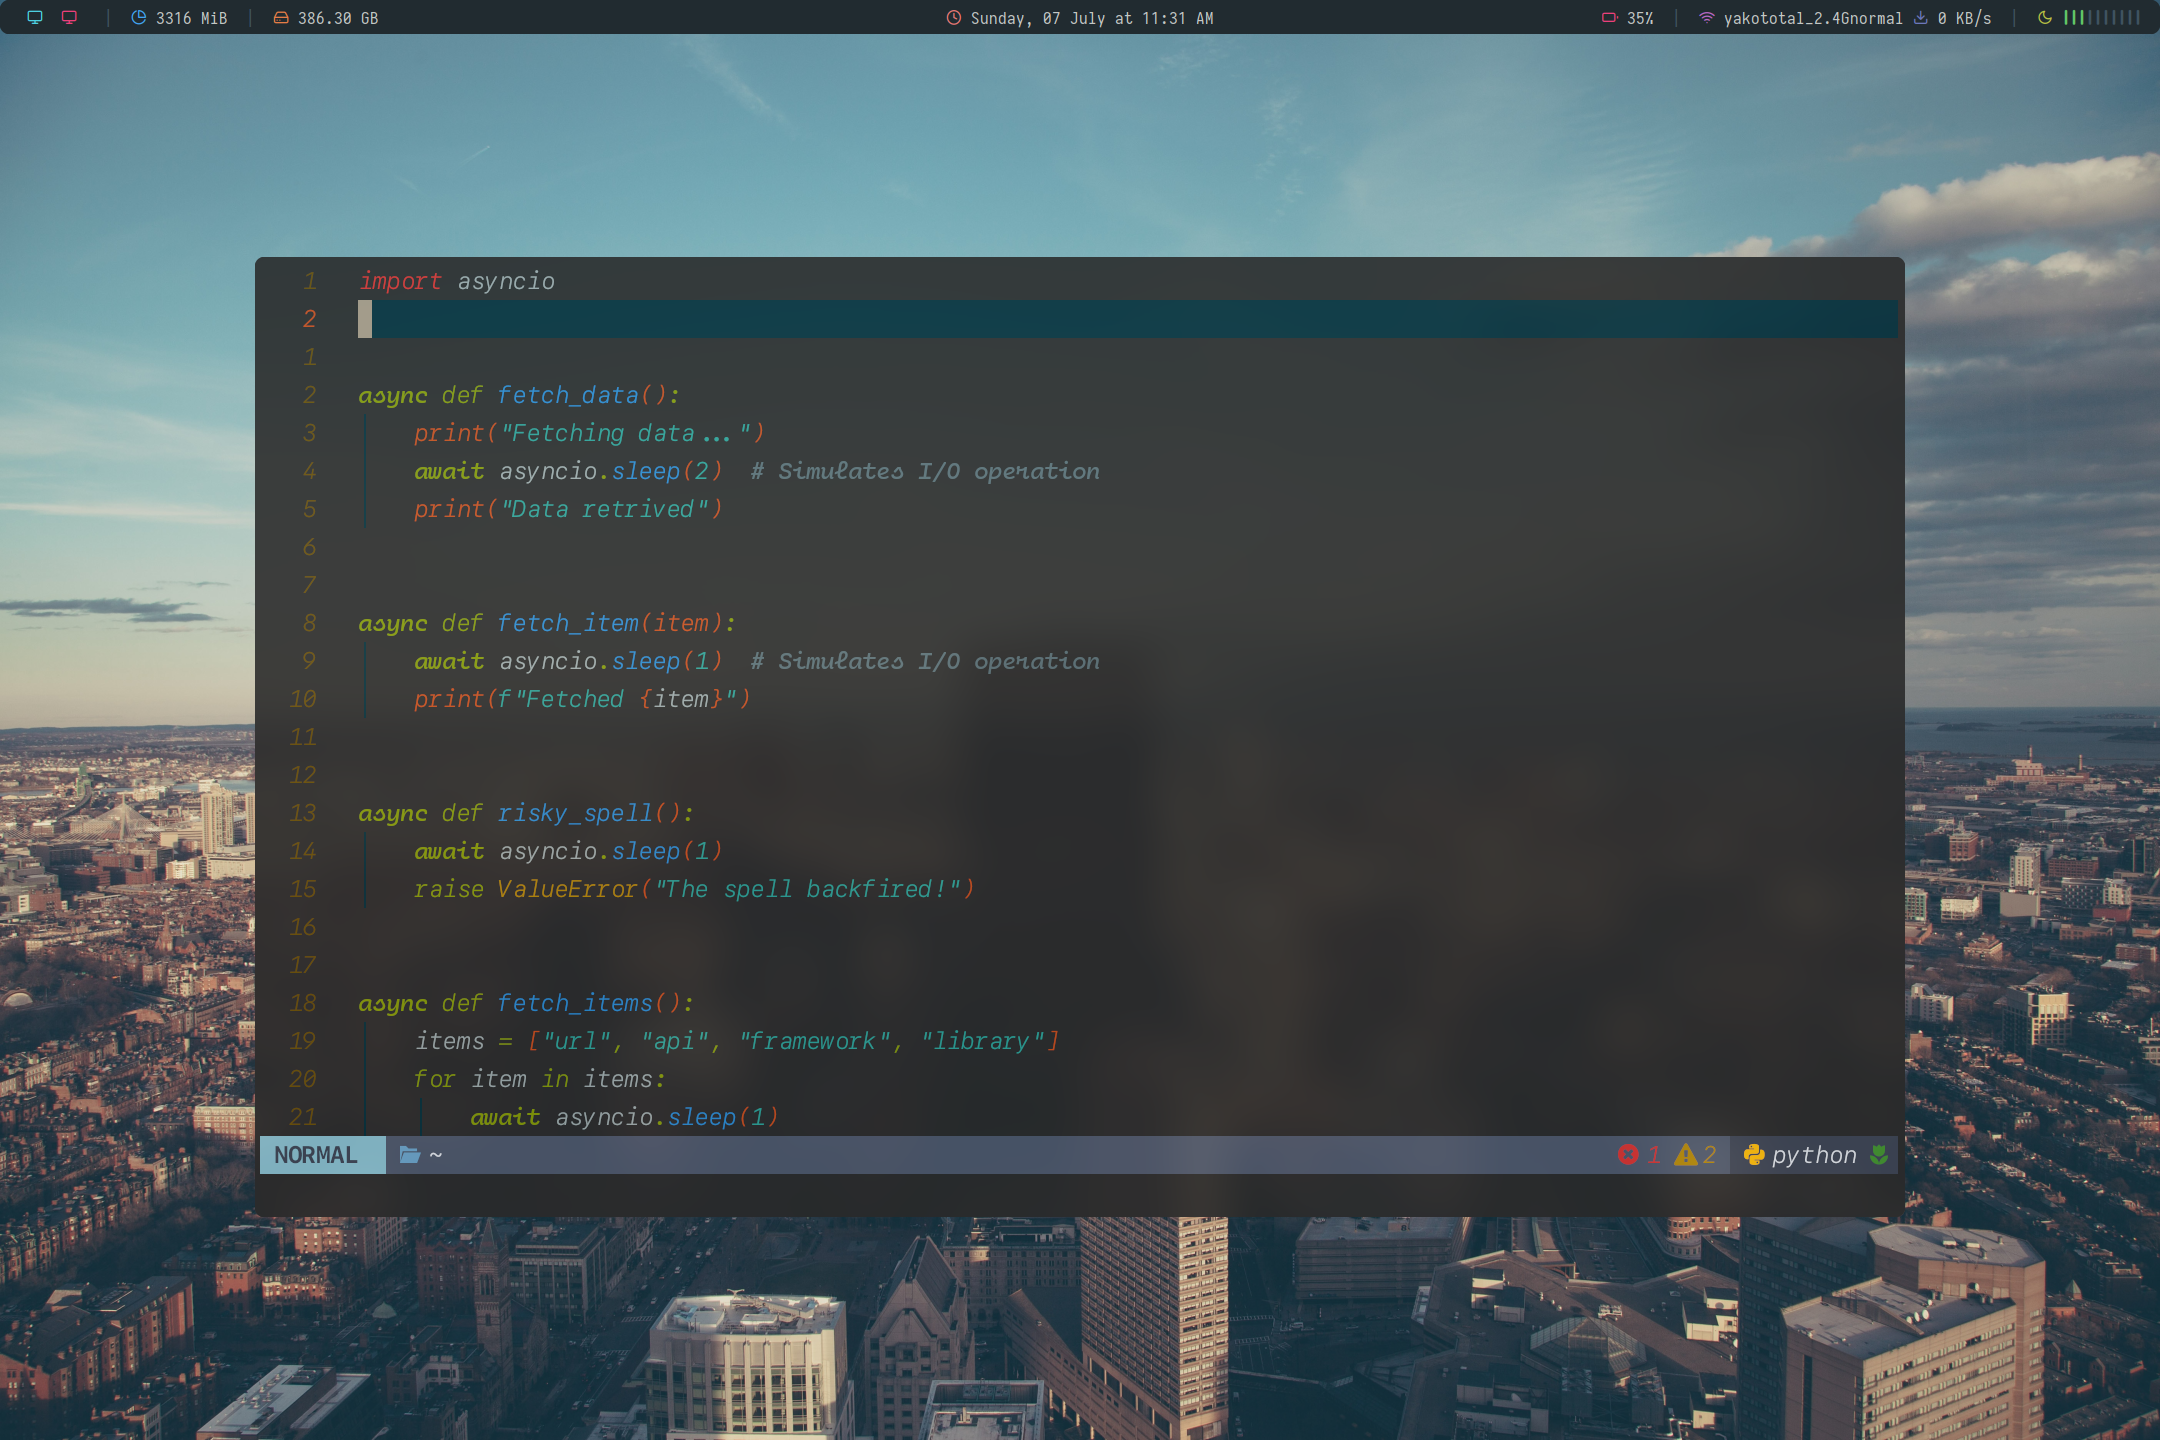 3316 MiB 386.30 GB Sunday, 07 July at 11:31 AM 35% yakototal_2.4Gnormal 0 KB/s
1 import asyncio
2
1
2 async def fetch_data():
3 print("Fetching data...")
4 await asyncio.sleep(2) # Simulates I/O operation
5 print("Data retrived")
6
7
8 async def fetch_item(item):
9 await asyncio.sleep(1) # Simulates I/O operation
10 print(f"Fetched {item}")
11
12
13 async def risky_spell():
14 await asyncio.sleep(1)
15 raise ValueError("The spell backfired!")
16
17
18 async def fetch_items():
19 items = ["url", "api", "framework", "library"]
20 for item in items:
21 await asyncio.sleep(1)
NORMAL ~ 1 2 python